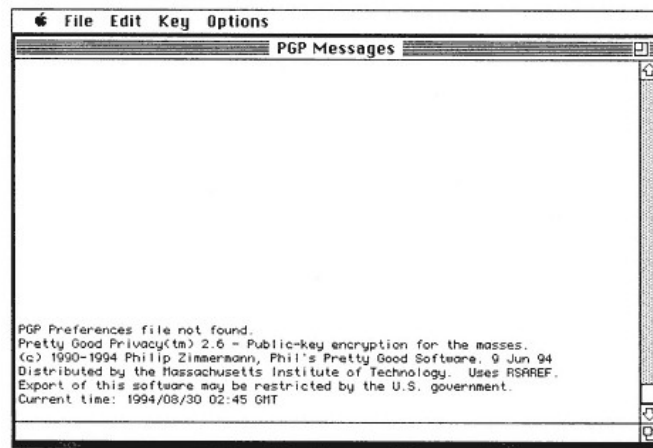 File Edit Key Options
PGP Messages
PGP Preferences file not found.
Pretty Good Privacy(tm) 2.6 - Public-key encryption for the masses.
(c) 1990-1994 Philip Zimmermann, Phil's Pretty Good Software. 9 Jun 94
Distributed by the Massachusetts Institute of Technology. Uses RSAREF.
Export of this software may be restricted by the U.S. government.
Current time: 1994/08/30 02:45 GMT